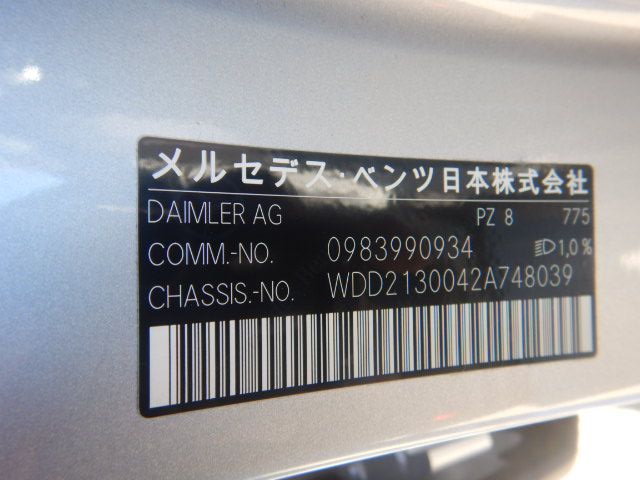 メルセデス・ベンツ日本株式会社
DAIMLER AG PZ 8 775
COMM.-NO. 0983990934 1,0%
CHASSIS.-NO. WDD2130042A748039